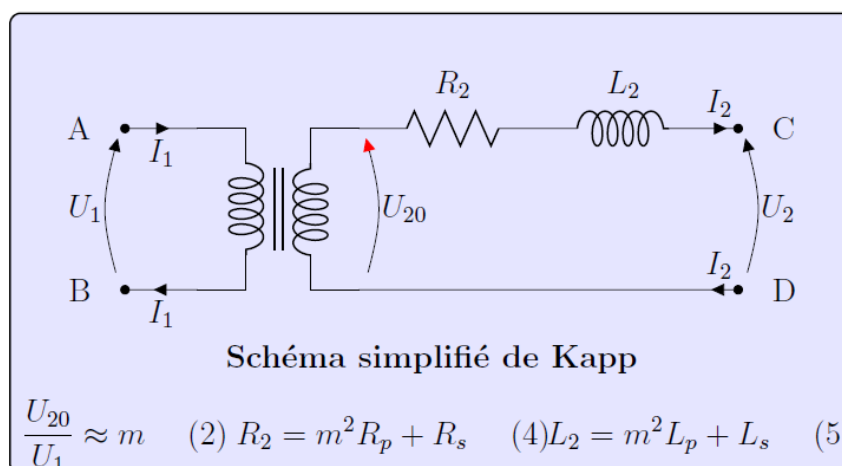 R₂ L₂
A I₁ I₂ C
U₁ U₂₀ U₂
B I₁ I₂ D
Schéma simplifié de Kapp
U₂₀/U₁ ≈ m (2) R₂ = m²Rₚ + Rₛ (4)L₂ = m²Lₚ + Lₛ (5